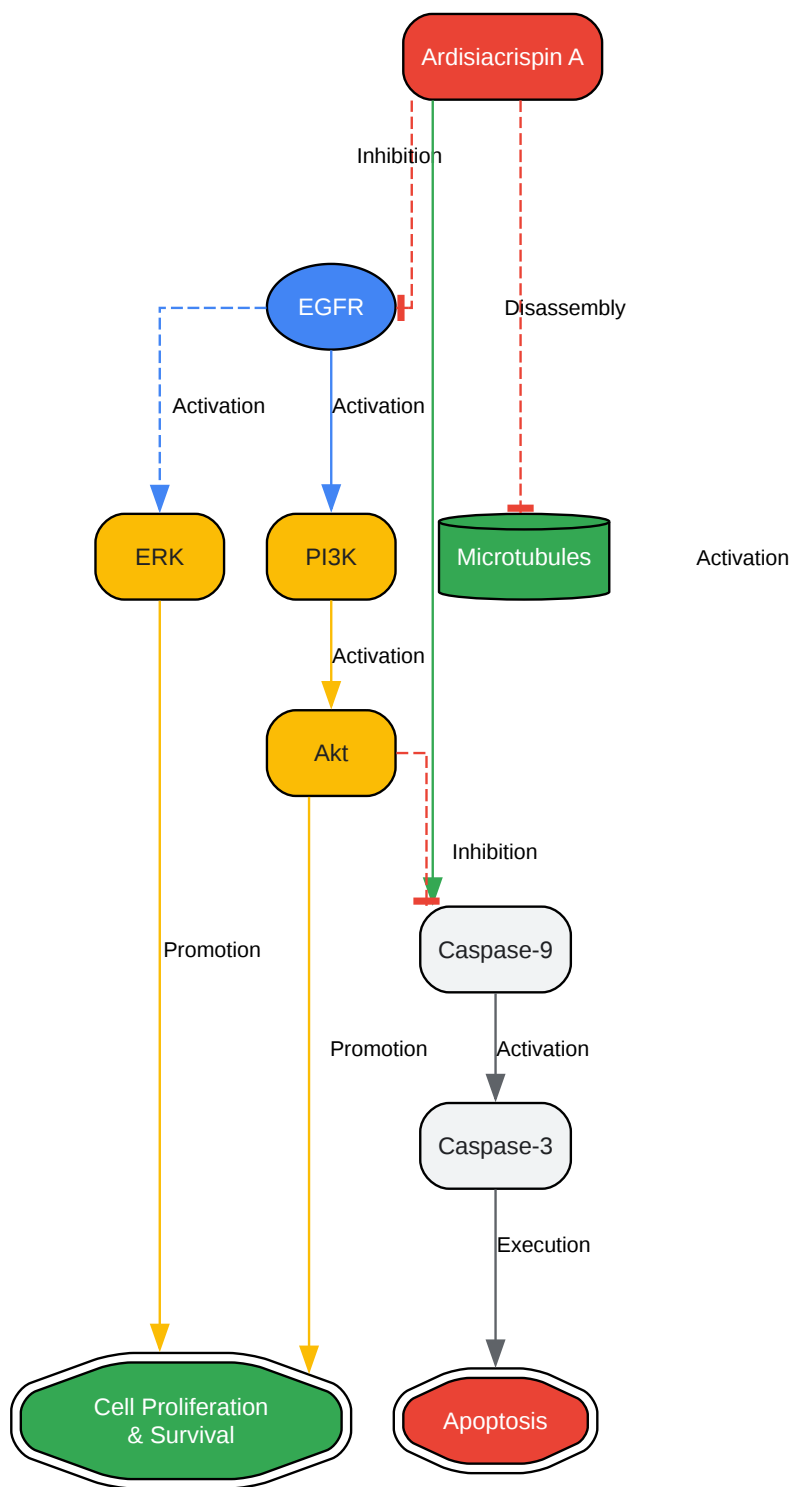 Ardisiacrispin A
Inhibition
EGFR
Disassembly
Activation
Activation
ERK
PI3K
Microtubules
Activation
Activation
Akt
Inhibition
Caspase-9
Promotion
Promotion
Activation
Caspase-3
Execution
Cell Proliferation
& Survival
Apoptosis